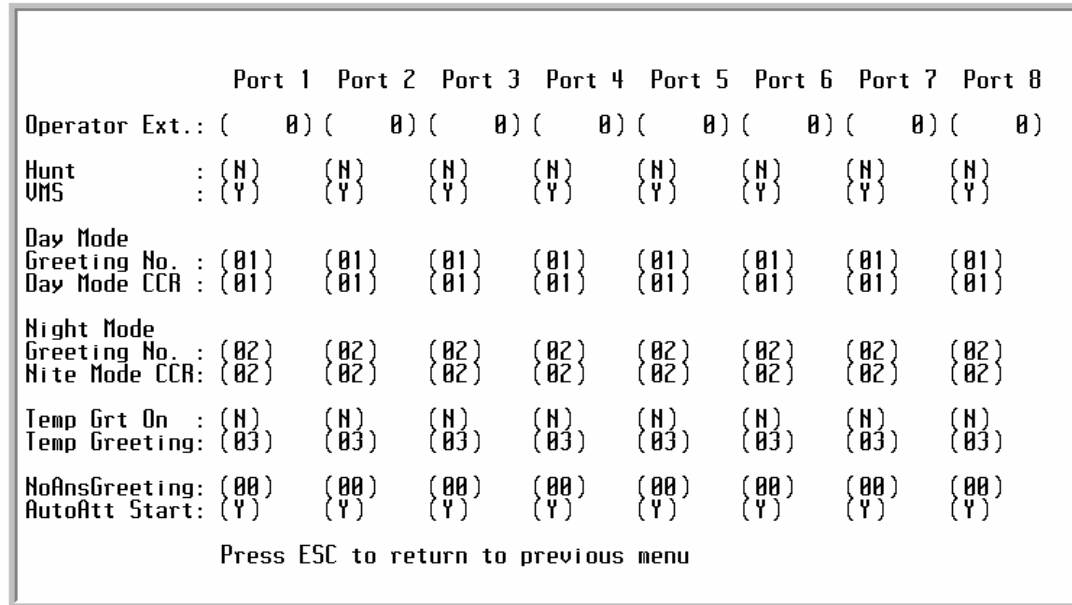 Port 1 Port 2 Port 3 Port 4 Port 5 Port 6 Port 7 Port 8
Operator Ext.: ( 0) ( 0) ( 0) ( 0) ( 0) ( 0) ( 0) ( 0)
Hunt : (N) (N) (N) (N) (N) (N) (N) (N)
VMS : (Y) (Y) (Y) (Y) (Y) (Y) (Y) (Y)
Day Mode
Greeting No. : (01) (01) (01) (01) (01) (01) (01) (01)
Day Mode CCR : (01) (01) (01) (01) (01) (01) (01) (01)
Night Mode
Greeting No. : (02) (02) (02) (02) (02) (02) (02) (02)
Nite Mode CCR: (02) (02) (02) (02) (02) (02) (02) (02)
Temp Grt On : (N) (N) (N) (N) (N) (N) (N) (N)
Temp Greeting: (03) (03) (03) (03) (03) (03) (03) (03)
NoAnsGreeting: (00) (00) (00) (00) (00) (00) (00) (00)
AutoAtt Start: (Y) (Y) (Y) (Y) (Y) (Y) (Y) (Y)
Press ESC to return to previous menu